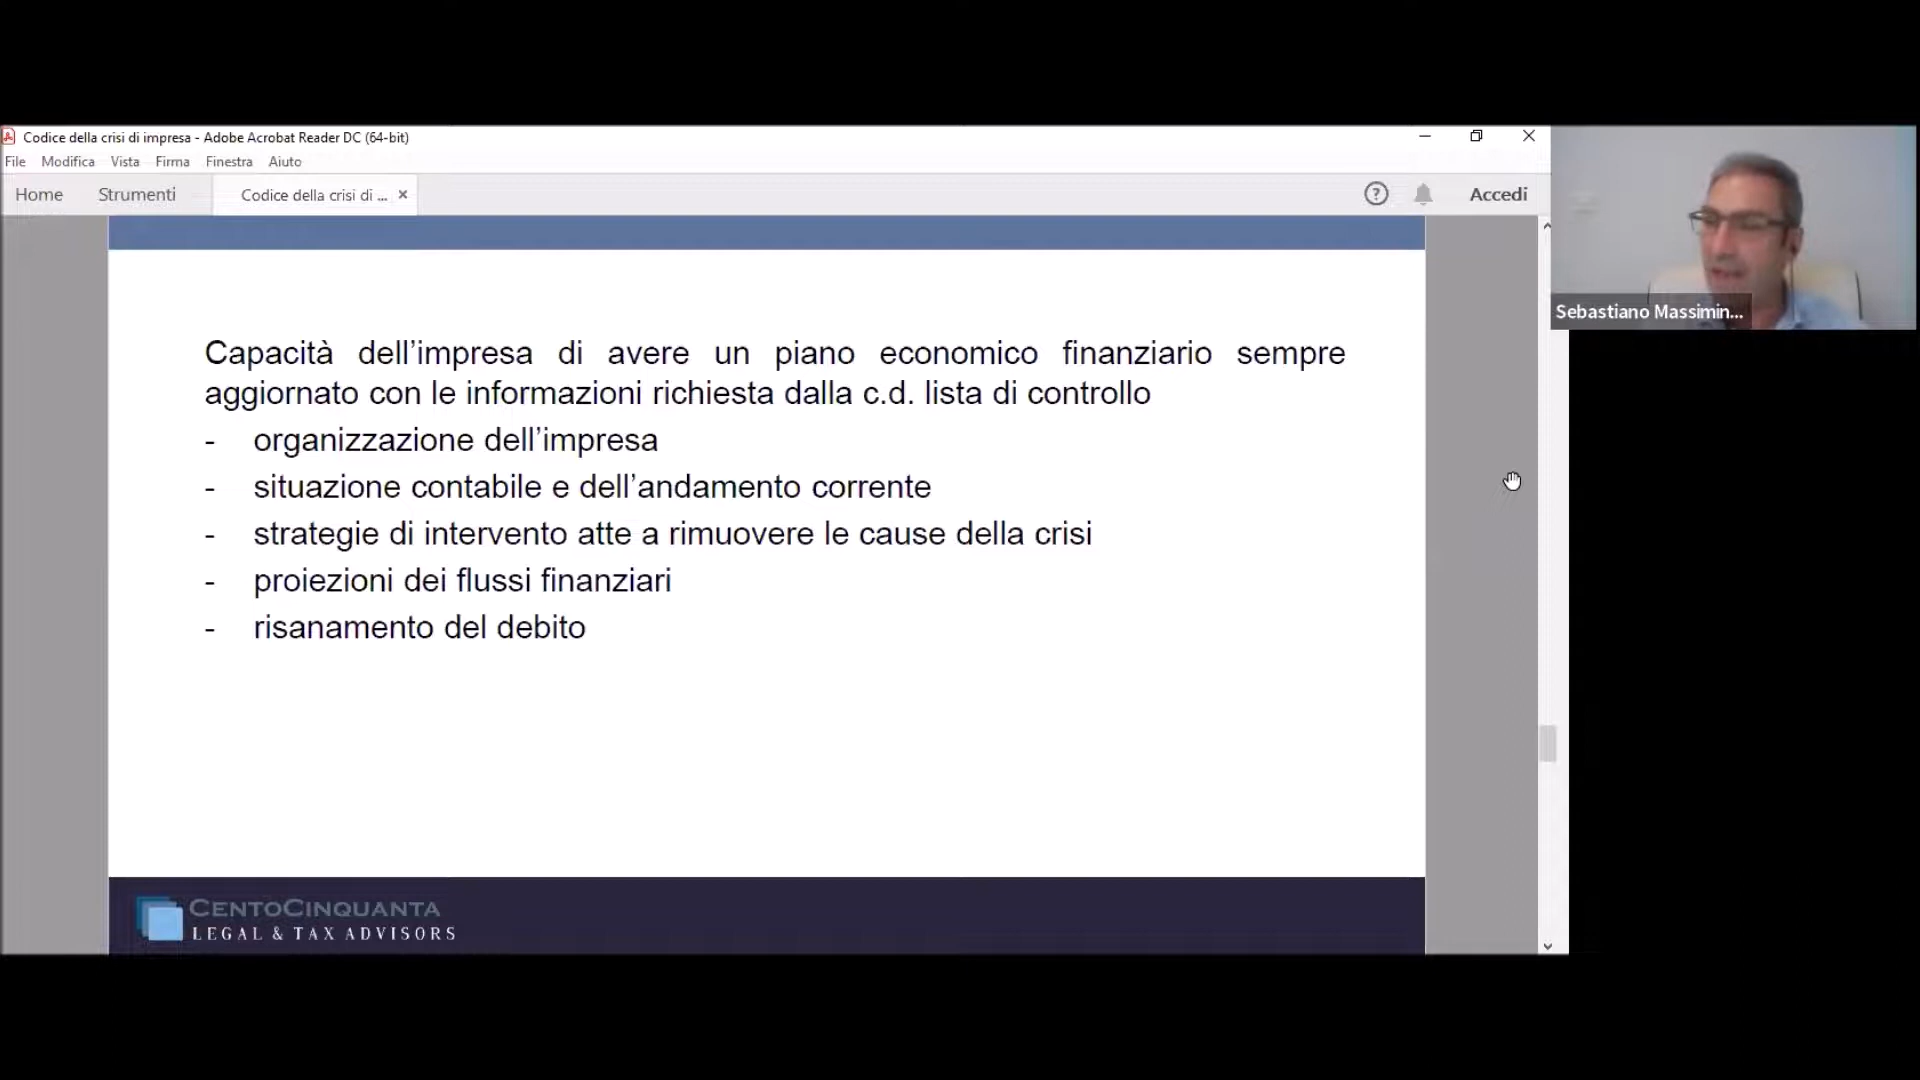 Codice della crisi di impresa - Adobe Acrobat Reader DC (64-bit)
File Modifica Vista Firma Finestra Aiuto
Home Strumenti Codice della crisi di ... Accedi
Sebastiano Massimin...
Capacità dell’impresa di avere un piano economico finanziario sempre
aggiornato con le informazioni richiesta dalla c.d. lista di controllo
- organizzazione dell’impresa
- situazione contabile e dell’andamento corrente
- strategie di intervento atte a rimuovere le cause della crisi
- proiezioni dei flussi finanziari
- risanamento del debito
CENTOCINQUANTA
LEGAL & TAX ADVISORS